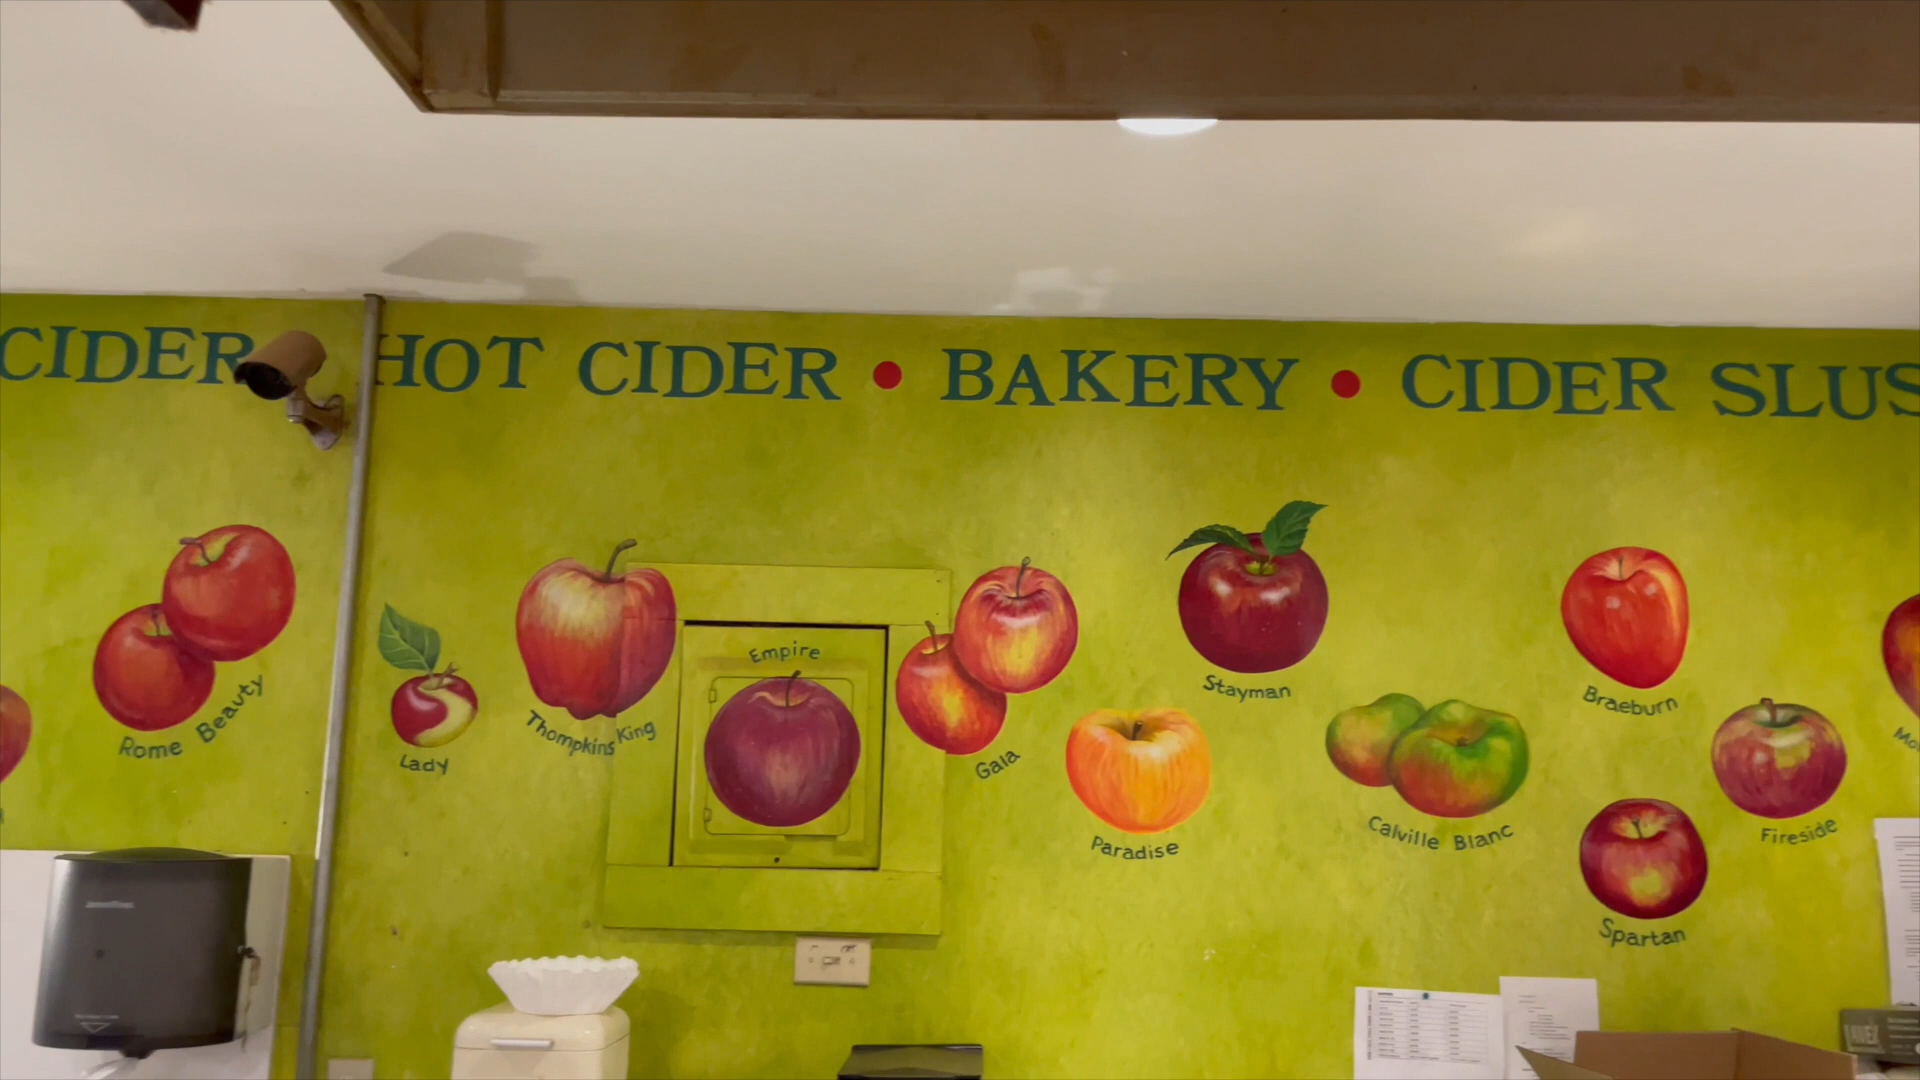 CIDER HOT CIDER • BAKERY • CIDER SLUS
Rome Beauty
Lady
Thompkins King
Empire
Gala
Paradise
Stayman
Calville Blanc
Braeburn
Spartan
Fireside